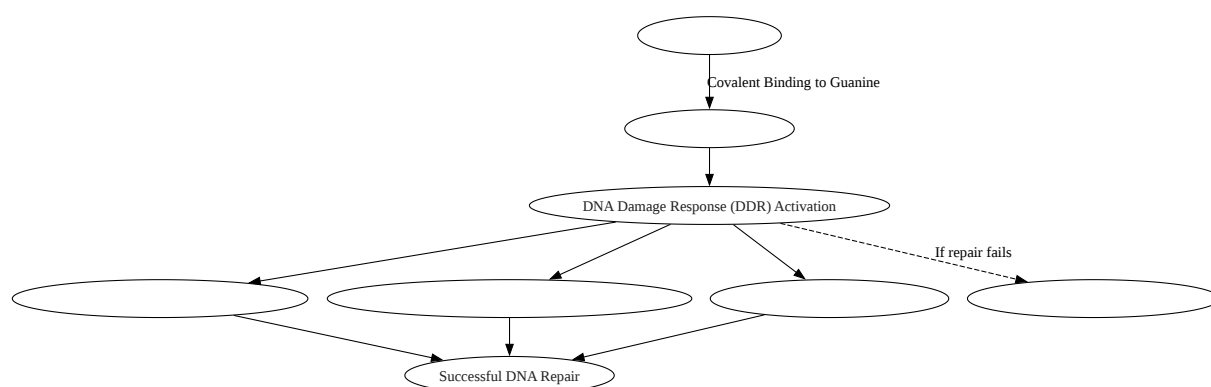 Covalent Binding to Guanine
DNA Damage Response (DDR) Activation
If repair fails
Successful DNA Repair